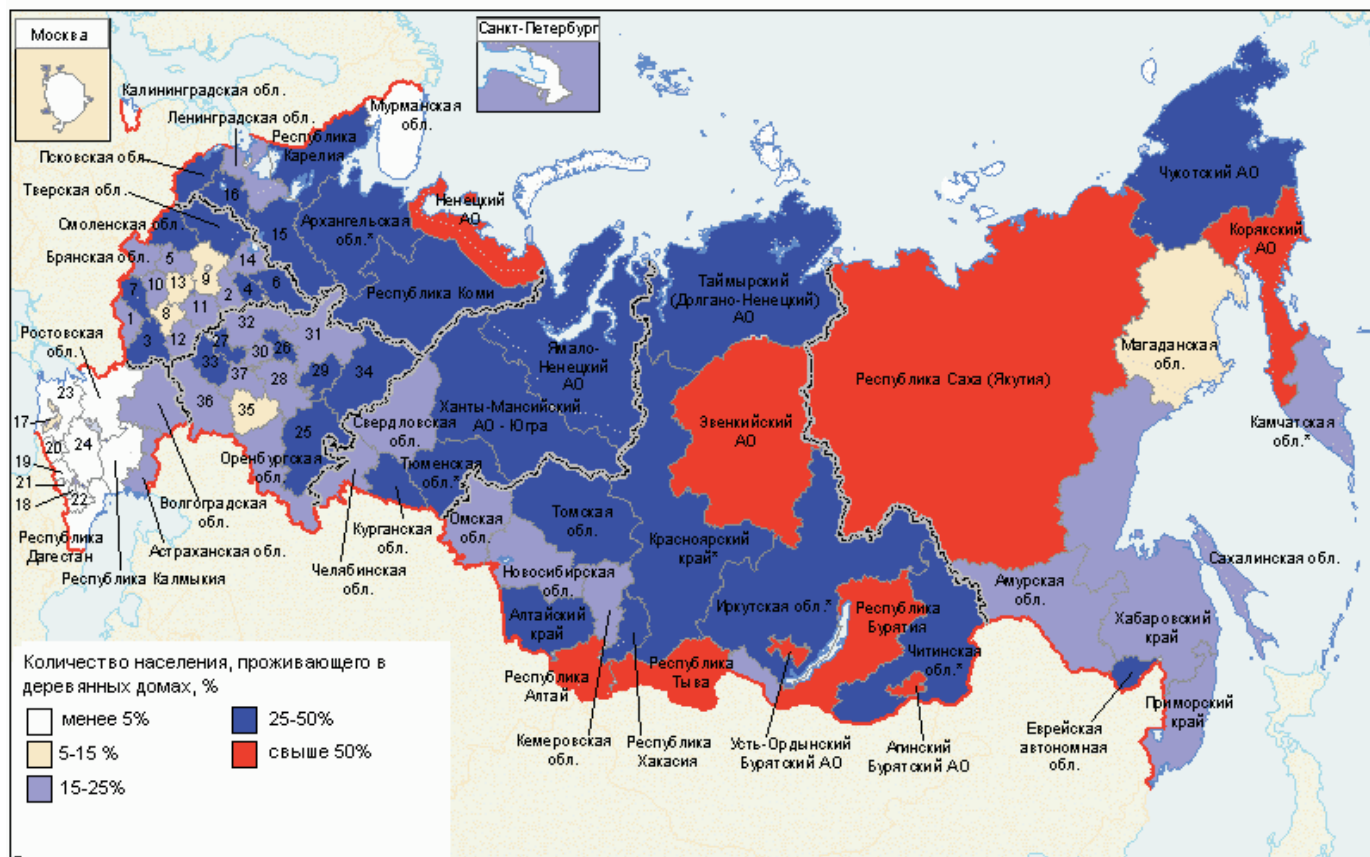 Москва
Санкт-Петербург
Калининградская обл.
Ленинградская обл.
Мурманская
обл.
Республика
Карелия
Псковская обл.
Тверская обл.
Смоленская обл.
Брянская обл.
16
15
Архангельская
обл.*
Ненецкий
АО
Республика Коми
Чукотский АО
Корякский
АО
5
14
9
13
10
7
2
4
6
11
8
1
12
3
32
31
27
26
30
33
37
28
29
34
36
35
25
Ростовская
обл.
23
17
20
24
19
21
18
22
Таймырский
(Долгано-Ненецкий)
АО
Ямало-
Ненецкий
АО
Ханты-Мансийский
АО - Югра
Эвенкийский
АО
Республика Саха (Якутия)
Магаданская
обл.
Камчатская
обл.*
Свердловская
обл.
Оренбургская
обл.
Тюменская
обл.*
Волгоградская
обл.
Курганская
обл.
Омская
обл.
Томская
обл.
Красноярский
край*
Республика
Дагестан
Астраханская обл.
Республика Калмыкия
Челябинская
обл.
Новосибирская
обл.
Алтайский
край
Иркутская обл.*
Республика
Бурятия
Читинская
обл.*
Амурская
обл.
Хабаровский
край
Сахалинская обл.
Приморский
край
Республика
Алтай
Республика
Тыва
Кемеровская
обл.
Республика
Хакасия
Усть-Ордынский
Бурятский АО
Агинский
Бурятский АО
Еврейская
автономная
обл.
Количество населения, проживающего в
деревянных домах, %
менее 5%
5-15 %
15-25%
25-50%
свыше 50%